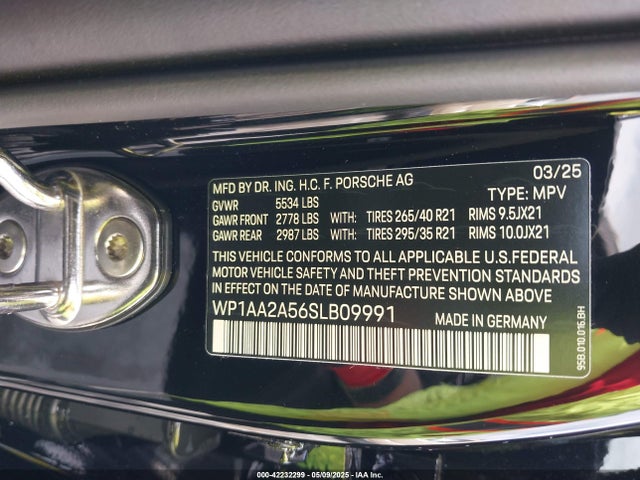 MFD BY DR. ING. H.C. F. PORSCHE AG 03/25
GVWR 5534 LBS TYPE: MPV
GAWR FRONT 2778 LBS WITH: TIRES 265/40 R21 RIMS 9.5JX21
GAWR REAR 2987 LBS WITH: TIRES 295/35 R21 RIMS 10.0JX21
THIS VEHICLE CONFORMS TO ALL APPLICABLE U.S.FEDERAL
MOTOR VEHICLE SAFETY AND THEFT PREVENTION STANDARDS
IN EFFECT ON THE DATE OF MANUFACTURE SHOWN ABOVE
WP1AA2A56SLB09991 MADE IN GERMANY
95B.010.016.BH
000-42232299 - 05/09/2025 - IAAI.COM